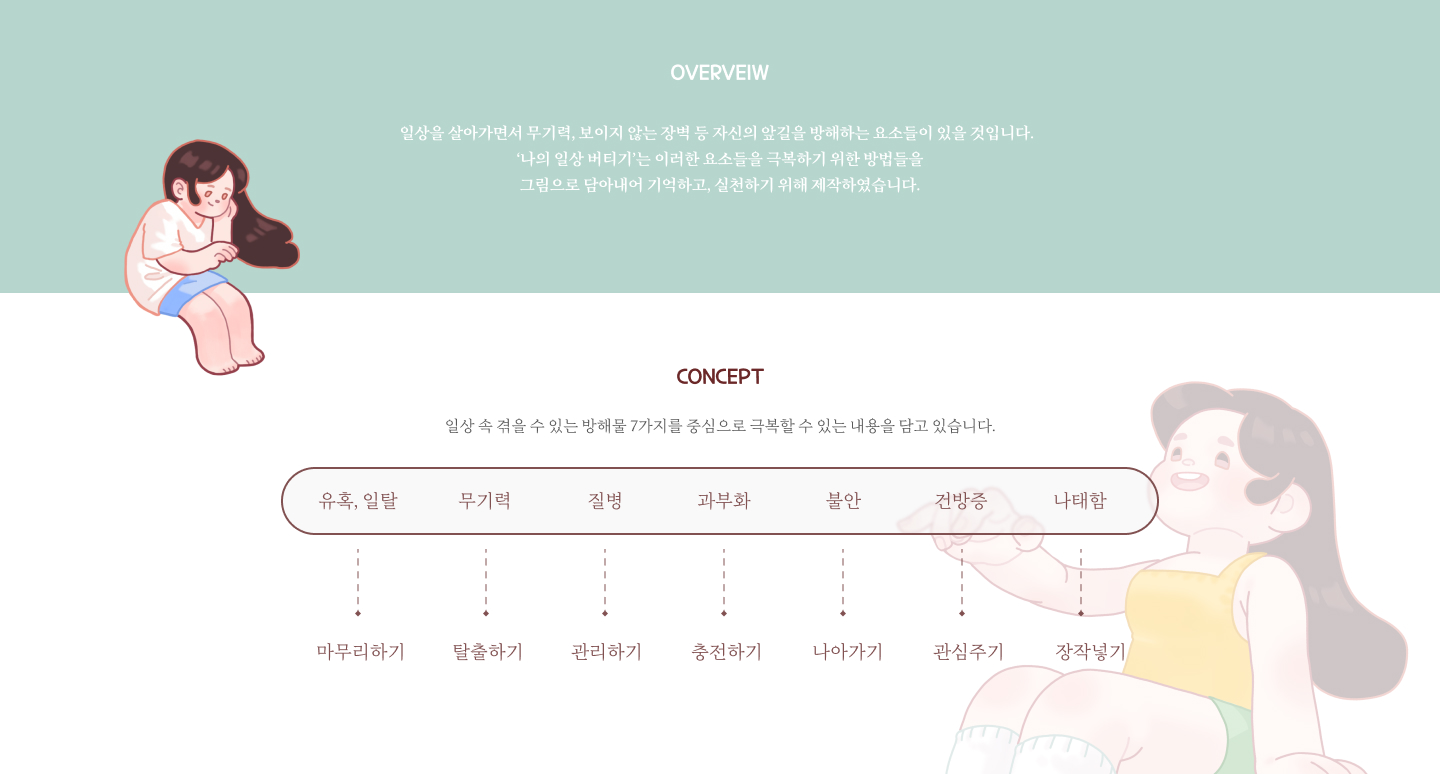 OVERVEIW
일상을 살아가면서 무기력, 보이지 않는 장벽 등 자신의 앞길을 방해하는 요소들이 있을 것입니다.
‘나의 일상 버티기’는 이러한 요소들을 극복하기 위한 방법들을
그림으로 담아내어 기억하고, 실천하기 위해 제작하였습니다.
CONCEPT
일상 속 겪을 수 있는 방해물 7가지를 중심으로 극복할 수 있는 내용을 담고 있습니다.
유혹, 일탈 무기력 질병 과부화 불안 건방증 나태함
마무리하기 탈출하기 관리하기 충전하기 나아가기 관심주기 장작넣기